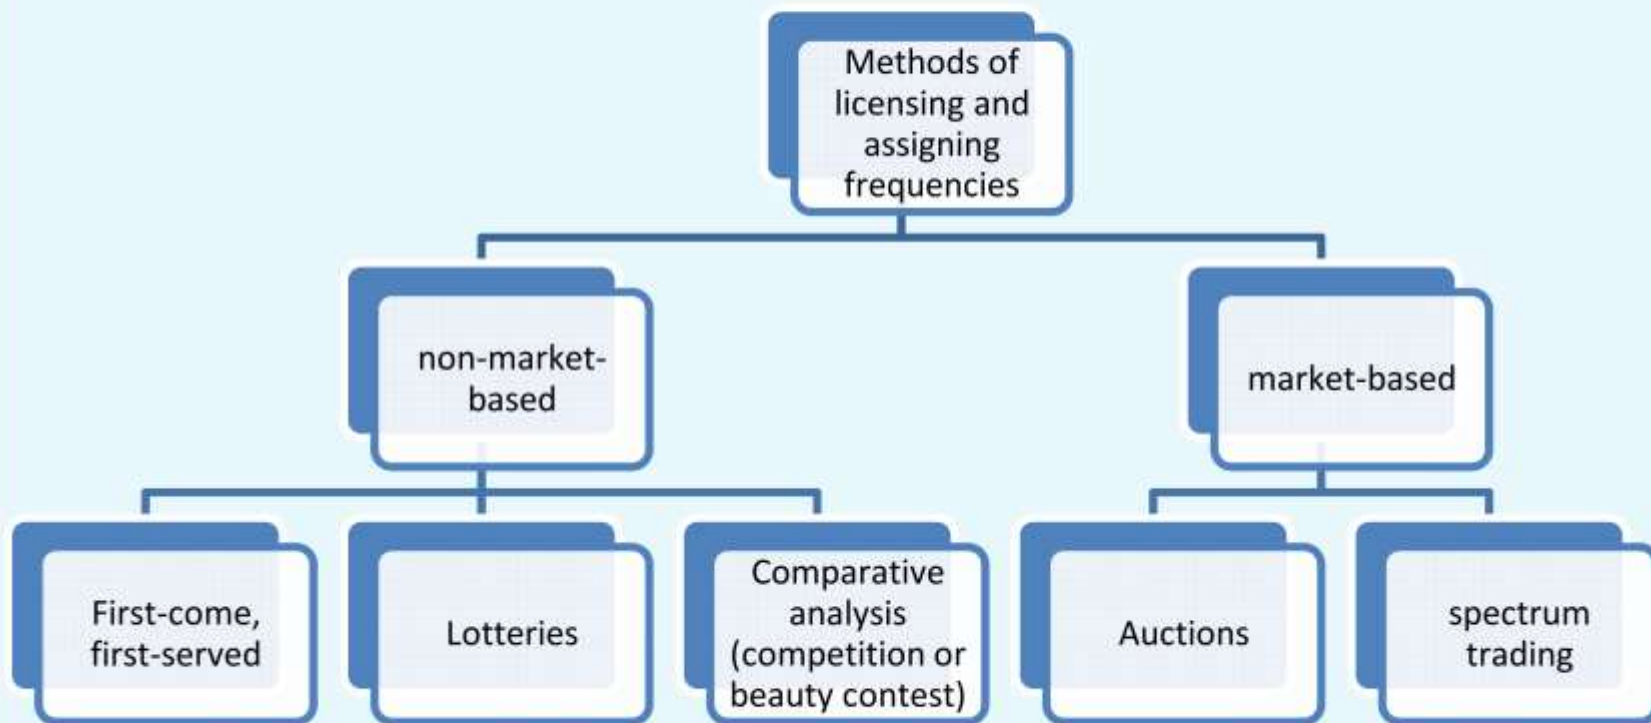 Methods of
licensing and
assigning
frequencies
non-market-
based
market-based
First-come,
first-served
Lotteries
Comparative
analysis
(competition or
beauty contest)
Auctions
spectrum
trading